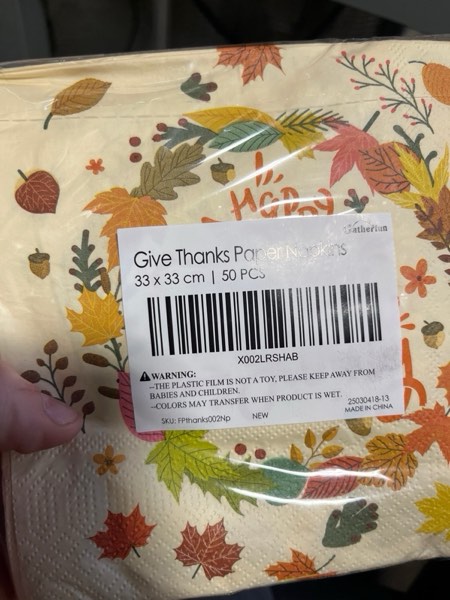 Happy
Gatherfun
Give Thanks Paper Napkins
33 x 33 cm | 50 PCS
X002LRSHAB
WARNING:
--THE PLASTIC FILM IS NOT A TOY, PLEASE KEEP AWAY FROM
BABIES AND CHILDREN.
--COLORS MAY TRANSFER WHEN PRODUCT IS WET.
25030418-13
MADE IN CHINA
SKU: FPthanks002Np NEW